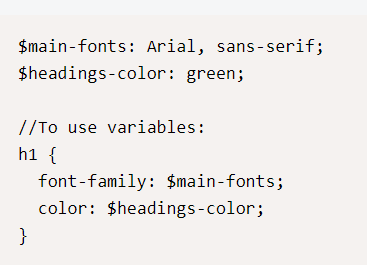 $main-fonts: Arial, sans-serif;
$headings-color: green;
//To use variables:
h1 {
font-family: $main-fonts;
color: $headings-color;
}